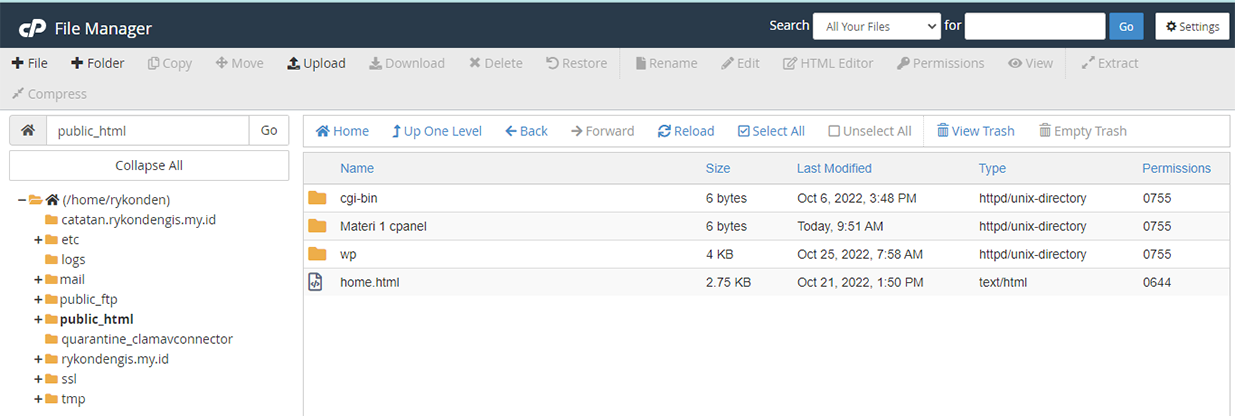 cP File Manager
Search All Your Files for Go Settings
File Folder Copy Move Upload Download Delete Restore Rename Edit HTML Editor Permissions View Extract
Compress
public_html Go
Collapse All
(/home/rykonden)
catatan.rykondengis.my.id
etc
logs
mail
public_ftp
public_html
quarantine_clamavconnector
rykondengis.my.id
ssl
tmp
Home Up One Level Back Forward Reload Select All Unselect All View Trash Empty Trash
Name Size Last Modified Type Permissions
cgi-bin 6 bytes Oct 6, 2022, 3:48 PM httpd/unix-directory 0755
Materi 1 cpanel 6 bytes Today, 9:51 AM httpd/unix-directory 0755
wp 4 KB Oct 25, 2022, 7:58 AM httpd/unix-directory 0755
home.html 2.75 KB Oct 21, 2022, 1:50 PM text/html 0644